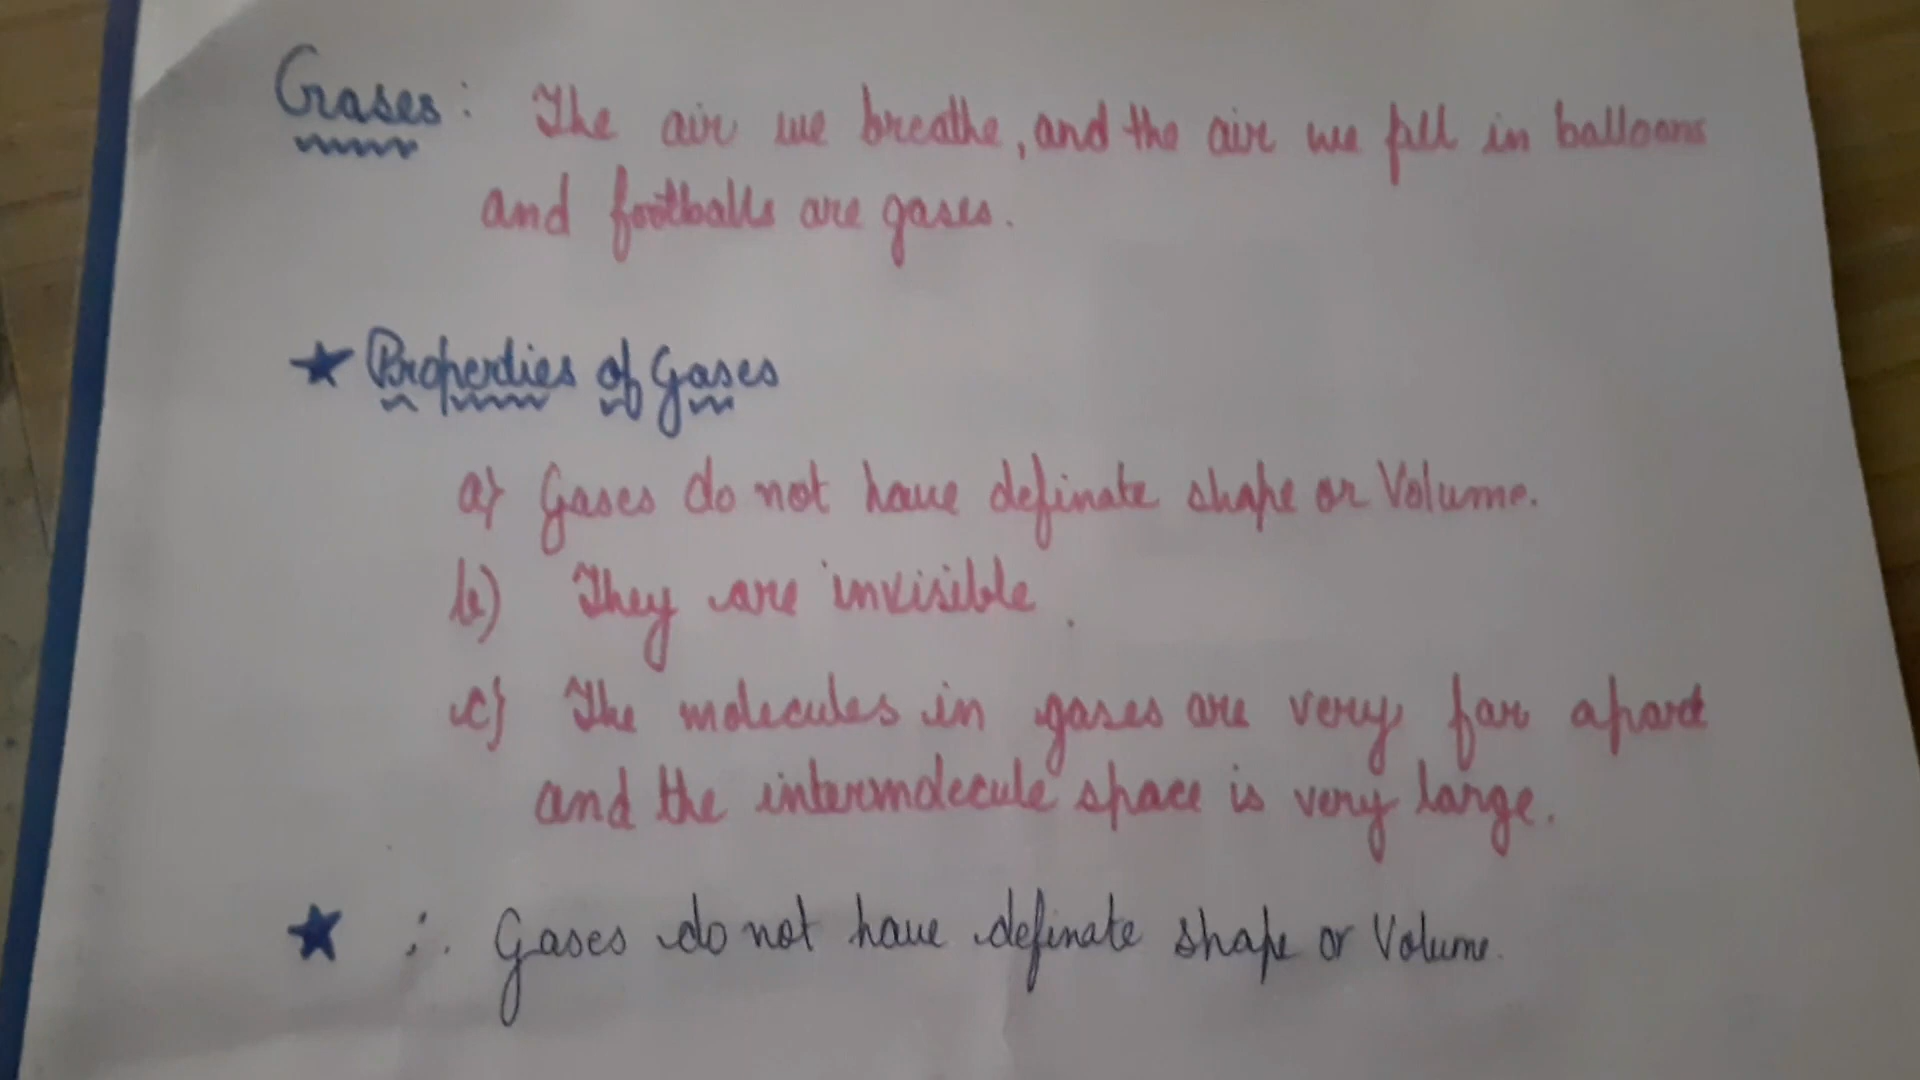 Gases: The air we breathe, and the air we fill in balloons
and footballs are gases.
★ Properties of Gases
a) Gases do not have definate shape or Volume.
b) They are invisible.
c) The molecules in gases are very far apart
and the intermolecule space is very large.
★ ∴ Gases do not have definate shape or Volume.